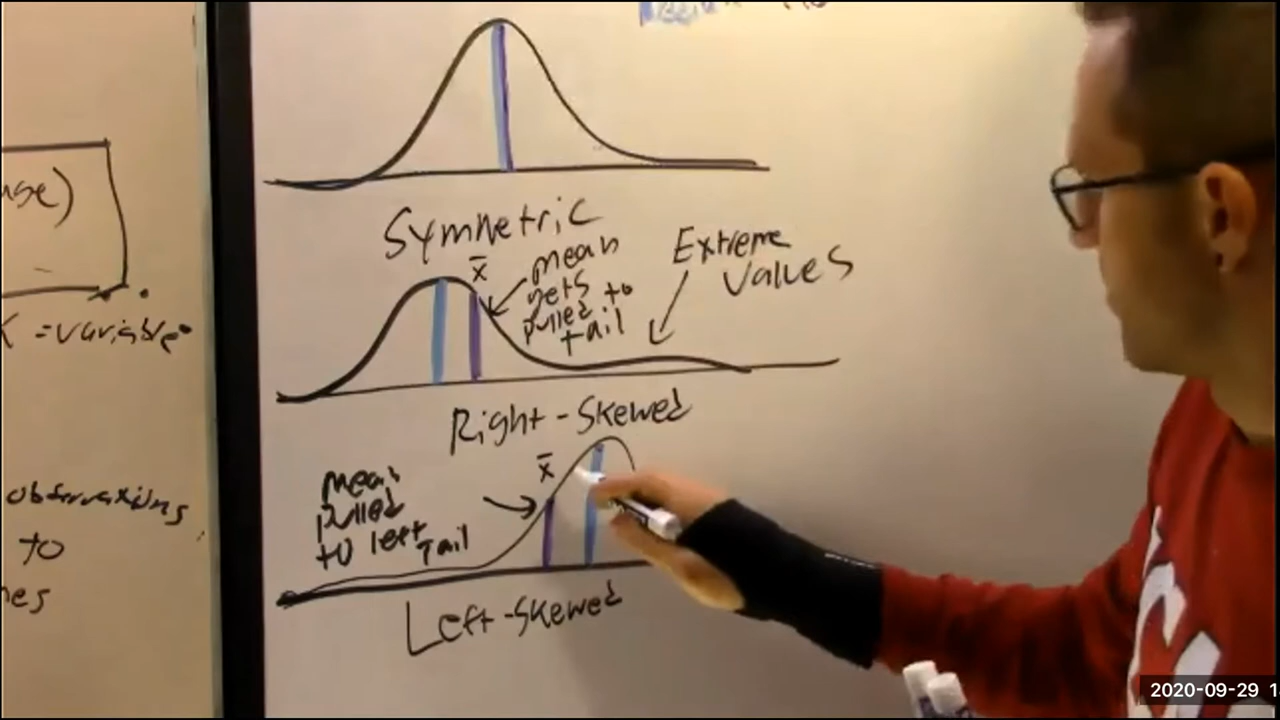 Symmetric
x̄
mean
gets
pulled to
tail
Extreme
Values
Right-Skewed
x̄
mean
pulled
to left
Tail
Left-Skewed
= variable
to
2020-09-29